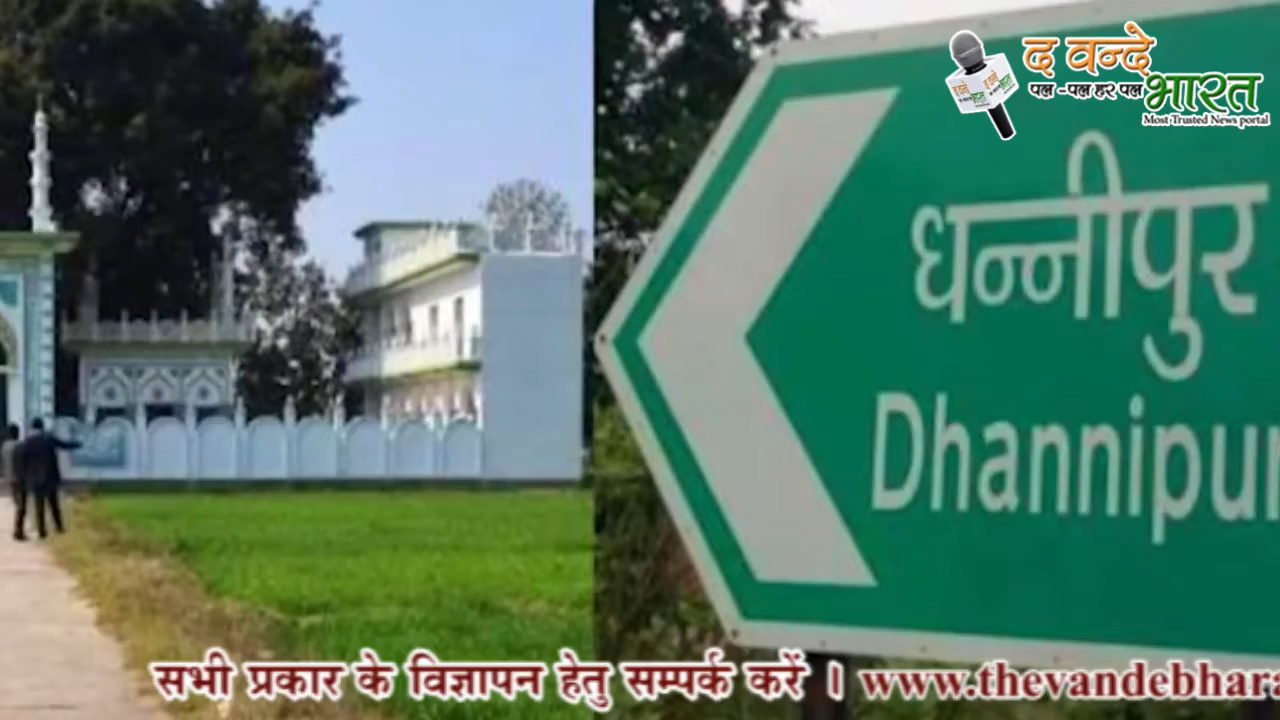 द वन्दे
पल -पल हर पल
भारत
Most Trusted News portal
धन्नीपुर
Dhannipur
सभी प्रकार के विज्ञापन हेतु सम्पर्क करें । www.thevandebhara